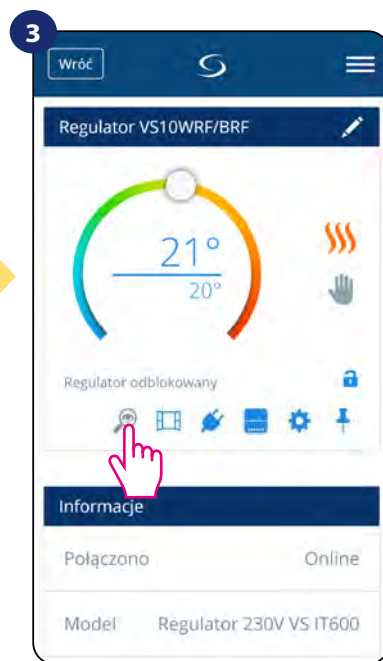 3
Wróć
Regulator VS10WRF/BRF
21°
20°
Regulator odblokowany
Informacje
Połączono Online
Model Regulator 230V VS IT600